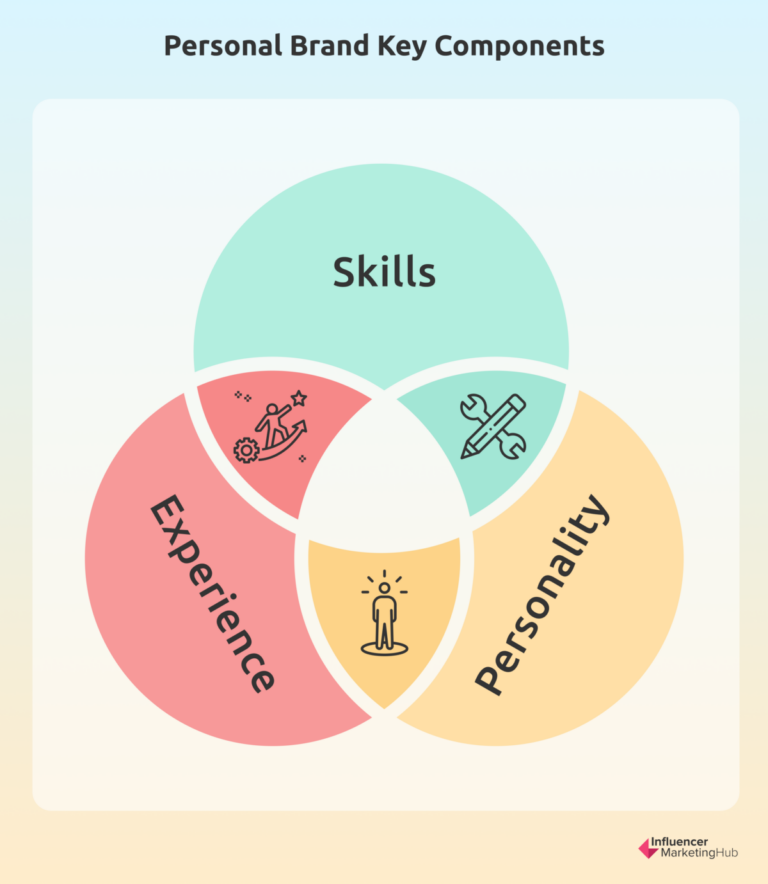 Personal Brand Key Components
Skills
Experience
Personality
Influencer
MarketingHub